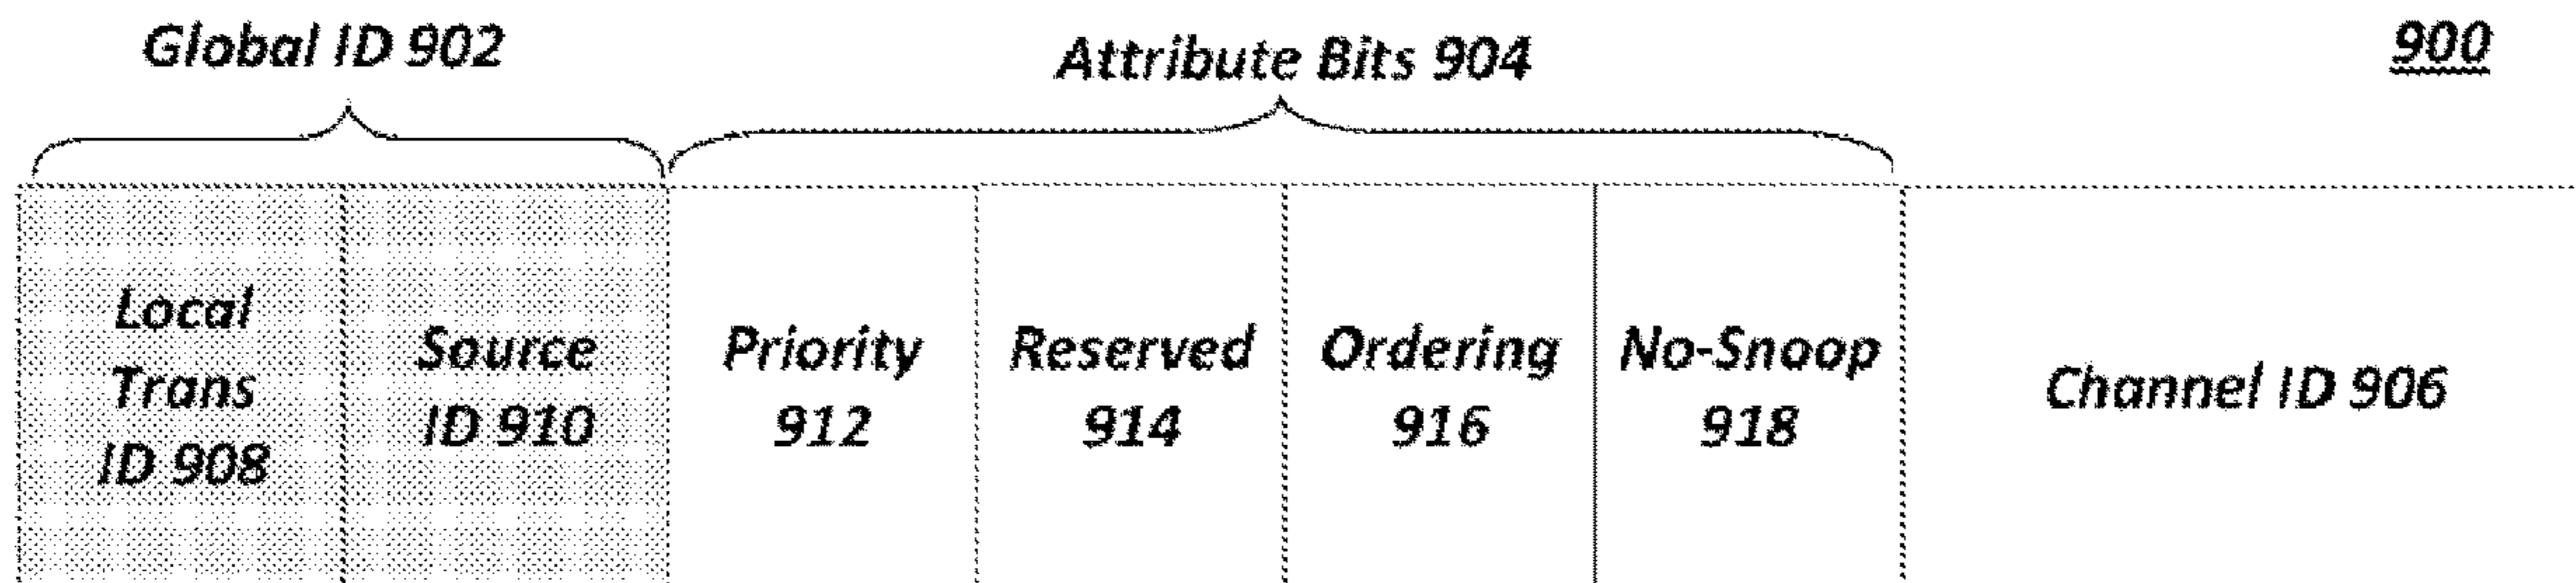 Global ID 902
Attribute Bits 904
900
Local
Trans
ID 908
Source
ID 910
Priority
912
Reserved
914
Ordering
916
No-Snoop
918
Channel ID 906